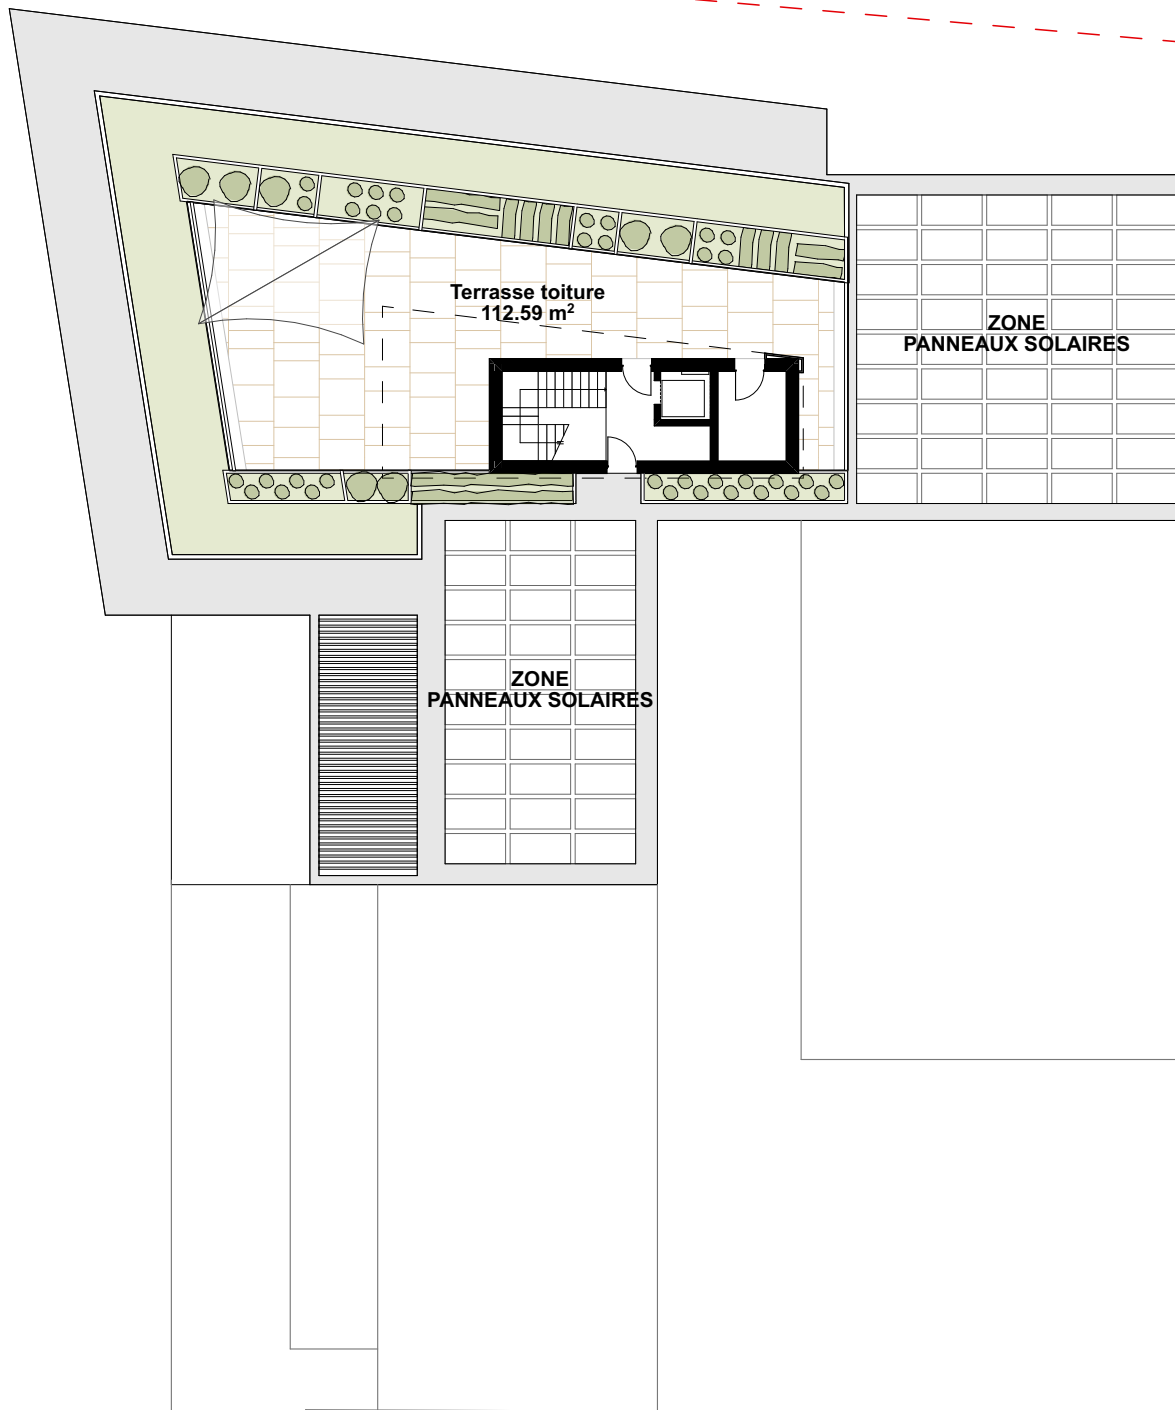 Terrasse toiture
112.59 m²
ZONE
PANNEAUX SOLAIRES
ZONE
PANNEAUX SOLAIRES